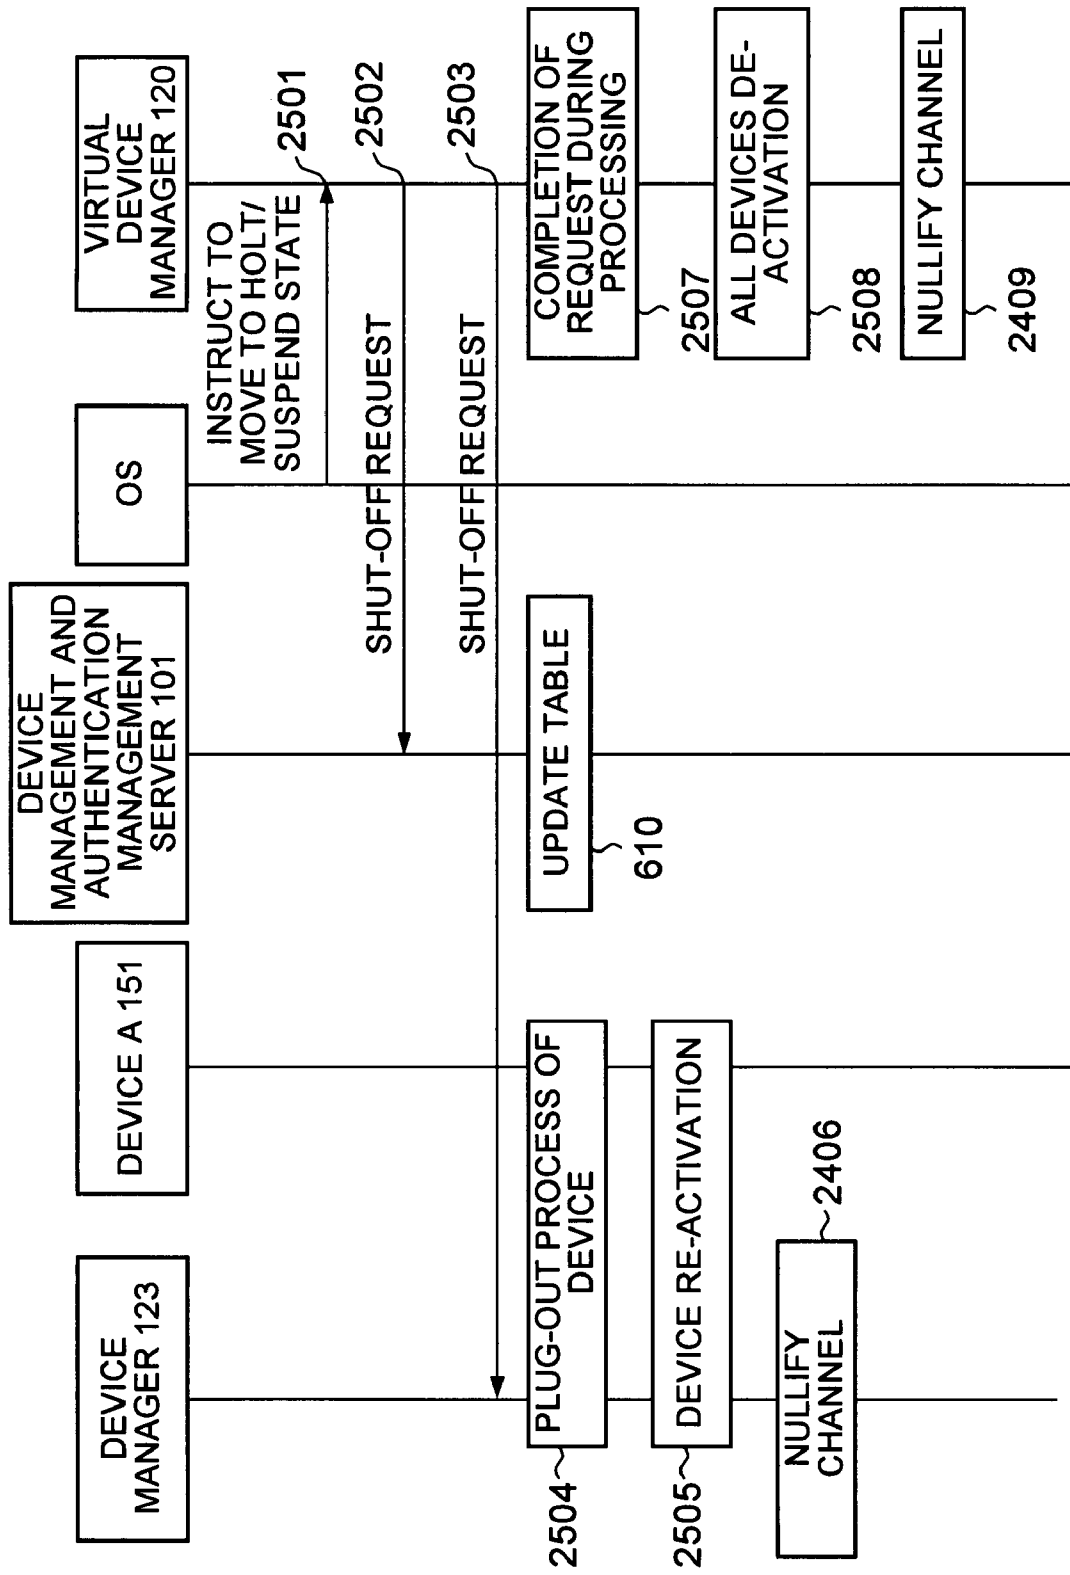 DEVICE
MANAGER 123
DEVICE A 151
DEVICE
MANAGEMENT AND
AUTHENTICATION
MANAGEMENT
SERVER 101
OS
VIRTUAL
DEVICE
MANAGER 120
INSTRUCT TO
MOVE TO HOLT/
SUSPEND STATE
2501
SHUT-OFF REQUEST
2502
SHUT-OFF REQUEST
2503
2504
PLUG-OUT PROCESS OF
DEVICE
UPDATE TABLE
610
COMPLETION OF
REQUEST DURING
PROCESSING
2507
2505
DEVICE RE-ACTIVATION
ALL DEVICES DE-
ACTIVATION
2508
NULLIFY
CHANNEL
2406
NULLIFY CHANNEL
2409